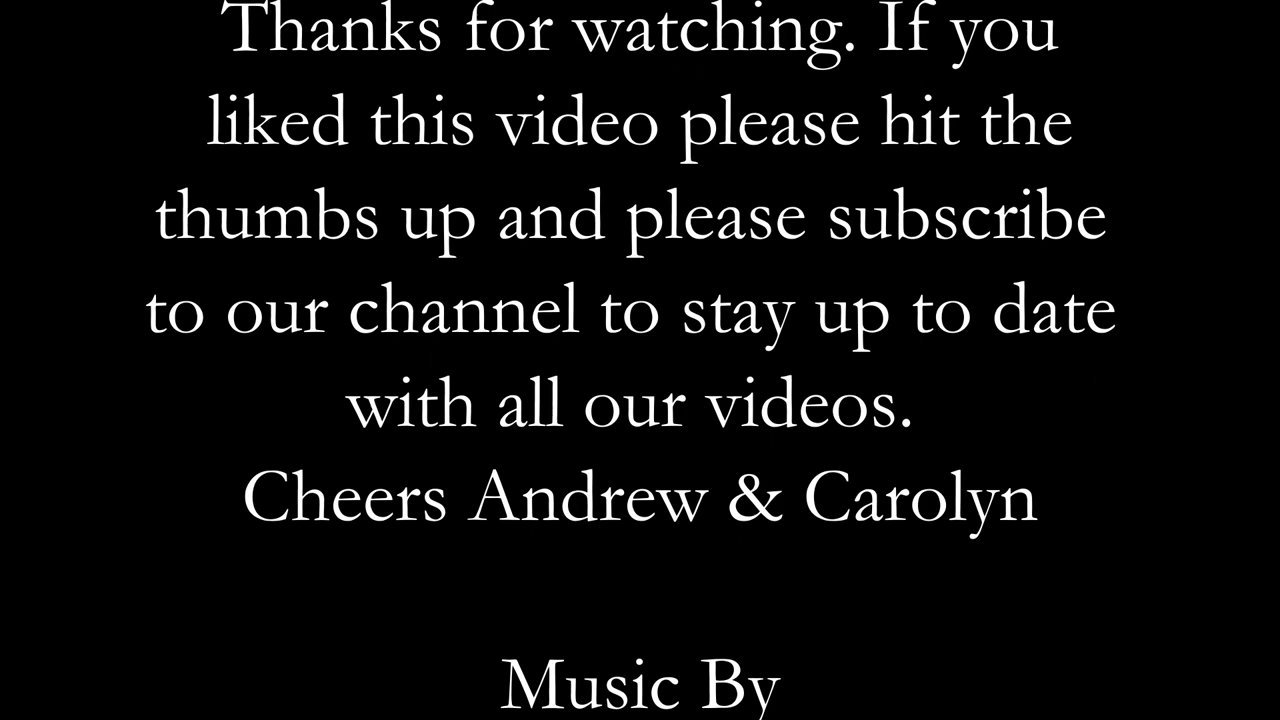 Thanks for watching. If you
liked this video please hit the
thumbs up and please subscribe
to our channel to stay up to date
with all our videos.
Cheers Andrew & Carolyn
Music By